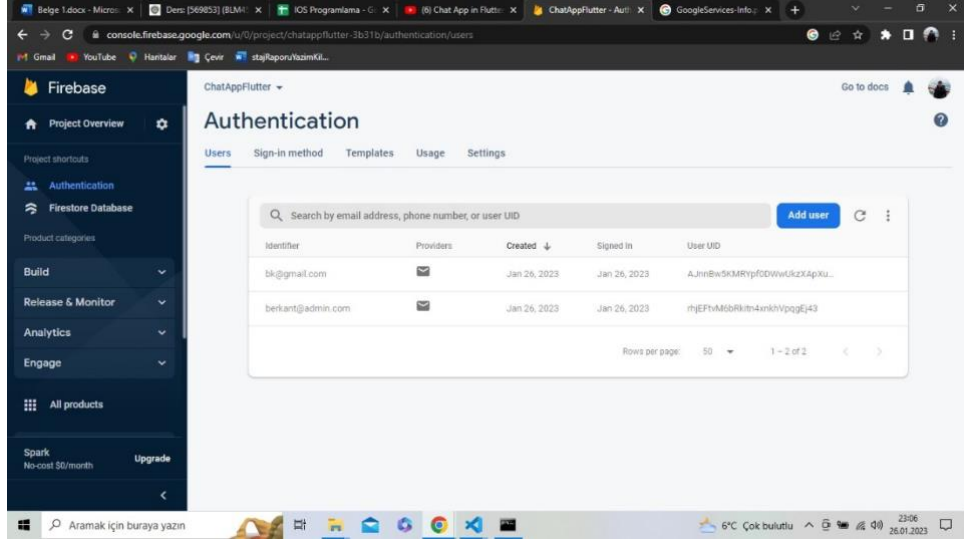 Belge 1.docx - Micros
Ders: [569853] (BLM4
IOS Programlama - G
(6) Chat App in Flutte
ChatAppFlutter - Auth
GoogleServices-Info.p
console.firebase.google.com/u/0/project/chatappflutter-3b31b/authentication/users
Gmail YouTube Haritalar Çevir stajRaporuYazimKil...
Firebase
ChatAppFlutter
Go to docs
Project Overview
Authentication
Project shortcuts
Users Sign-in method Templates Usage Settings
Authentication
Firestore Database
Search by email address, phone number, or user UID
Add user
Product categories
Identifier Providers Created Signed In User UID
Build
bk@gmail.com Jan 26, 2023 Jan 26, 2023
Release & Monitor
berkant@admin.com Jan 26, 2023 Jan 26, 2023
Analytics
Rows per page: 50 1 – 2 of 2
Engage
All products
Spark
No-cost $0/month
Upgrade
Aramak için buraya yazın
6°C Çok bulutlu
23:06
26.01.2023